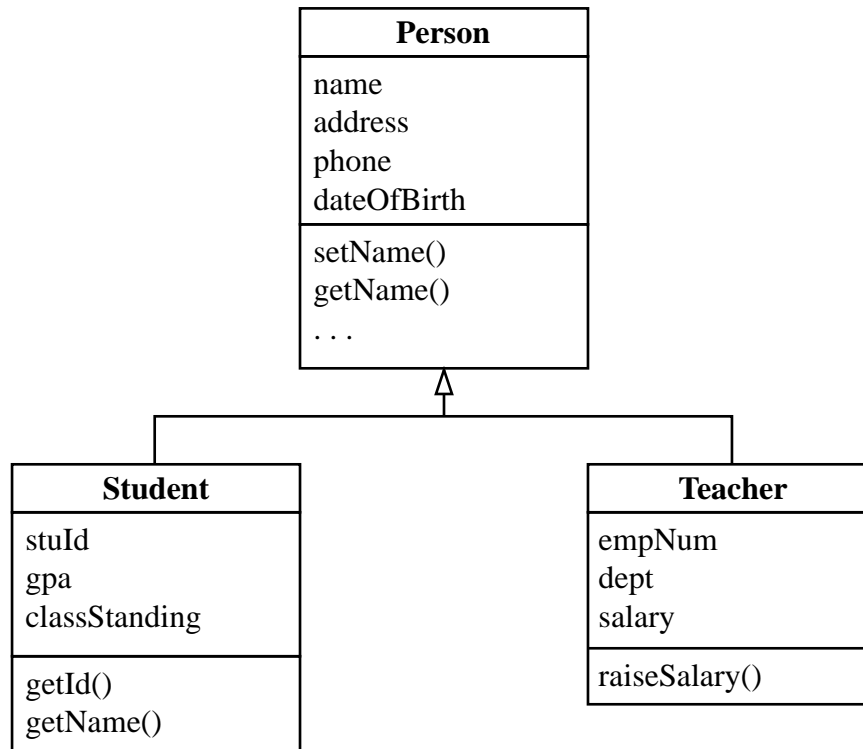 Person
name
address
phone
dateOfBirth
setName()
getName()
. . .
Student
stuId
gpa
classStanding
getId()
getName()
Teacher
empNum
dept
salary
raiseSalary()